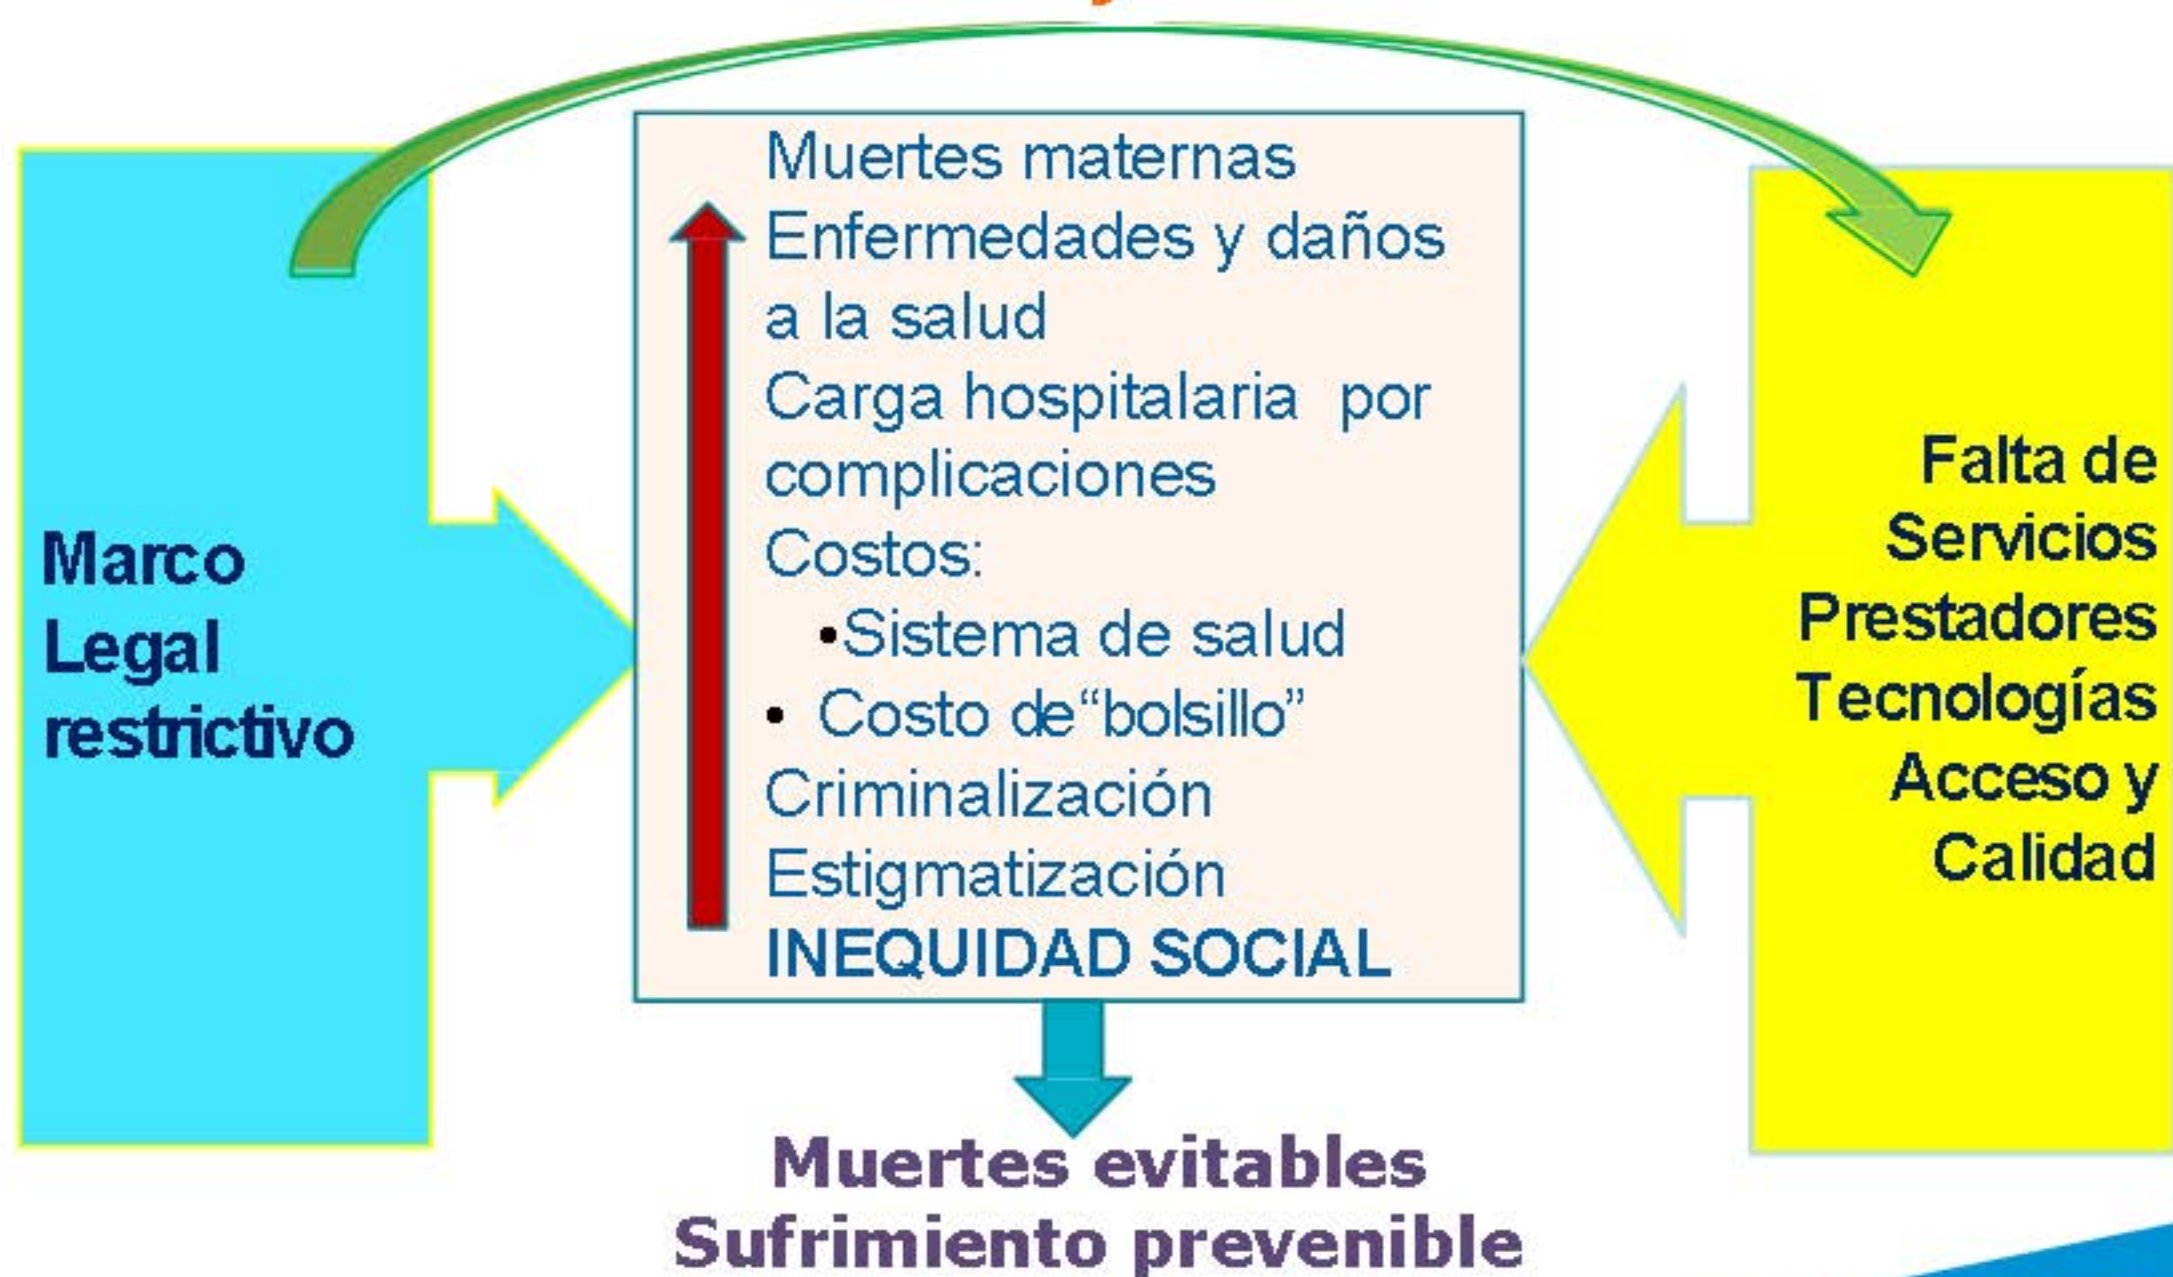 Marco
Legal
restrictivo
Muertes maternas
Enfermedades y daños
a la salud
Carga hospitalaria por
complicaciones
Costos:
•Sistema de salud
• Costo de“bolsillo”
Criminalización
Estigmatización
INEQUIDAD SOCIAL
Falta de
Servicios
Prestadores
Tecnologías
Acceso y
Calidad
Muertes evitables
Sufrimiento prevenible